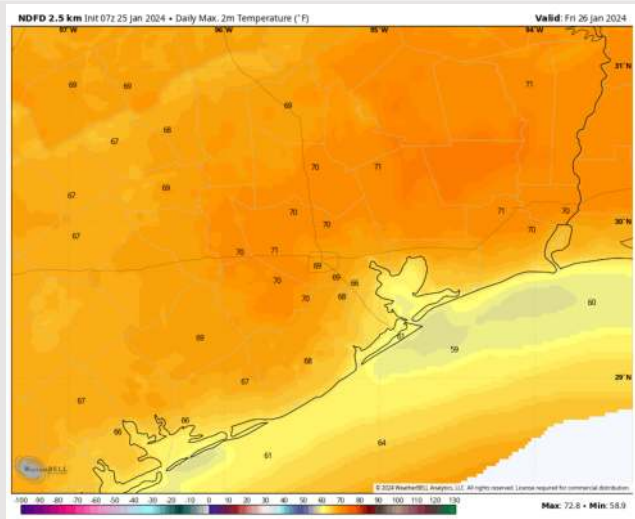 NDFD 2.5 km Init 07z 25 Jan 2024 • Daily Max. 2m Temperature (°F)
Valid: Fri 26 Jan 2024
97°W 96°W 95°W 94°W
31°N
69 69 71
69
68
67
70 71
69
67
70 71 70
30°N
67 70 70
70 71
69
69 66
70 68
70
60
61
69 59
68
29°N
67
67
66
66
64
61
WeatherBELL
© 2024 WeatherBELL Analytics, LLC. All rights reserved. License required for commercial distribution.
-100 -90 -80 -70 -60 -50 -40 -30 -20 -10 0 10 20 30 40 50 60 70 80 90 100 110 120 130
Max: 72.8 • Min: 58.9